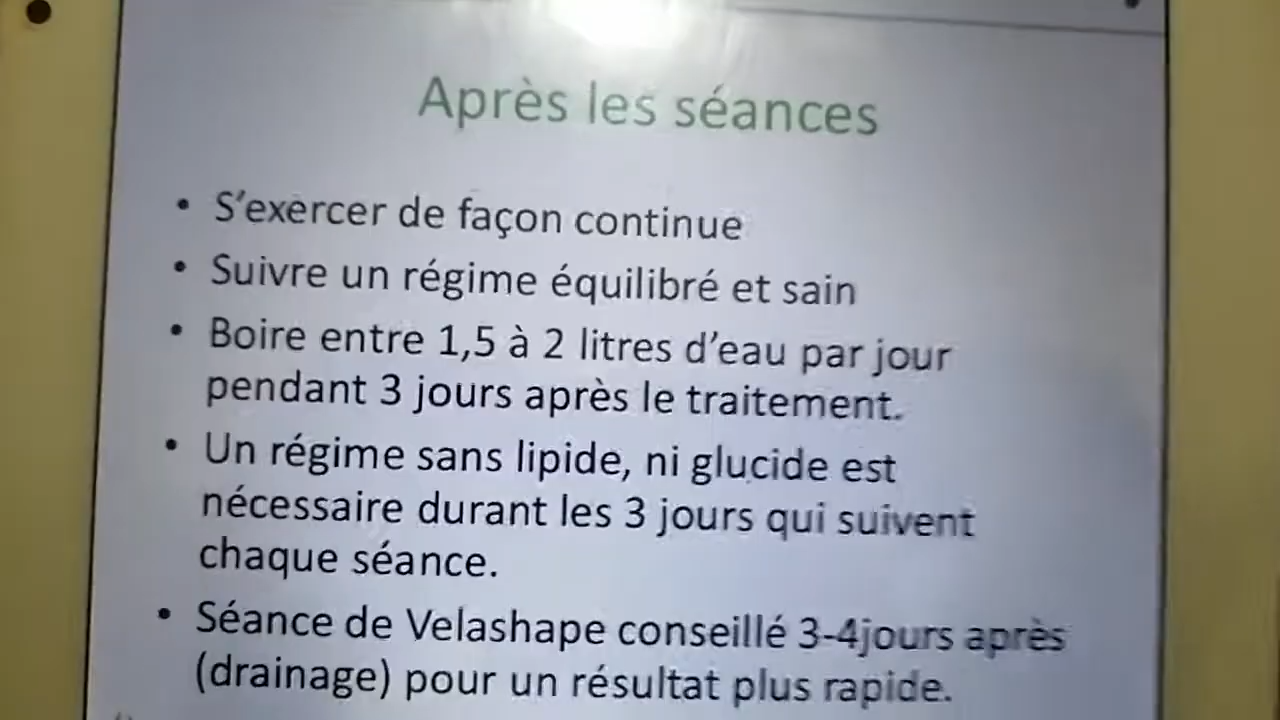 Après les séances
• S'exercer de façon continue
• Suivre un régime équilibré et sain
• Boire entre 1,5 à 2 litres d'eau par jour
pendant 3 jours après le traitement.
• Un régime sans lipide, ni glucide est
nécessaire durant les 3 jours qui suivent
chaque séance.
• Séance de Velashape conseillé 3-4jours après
(drainage) pour un résultat plus rapide.